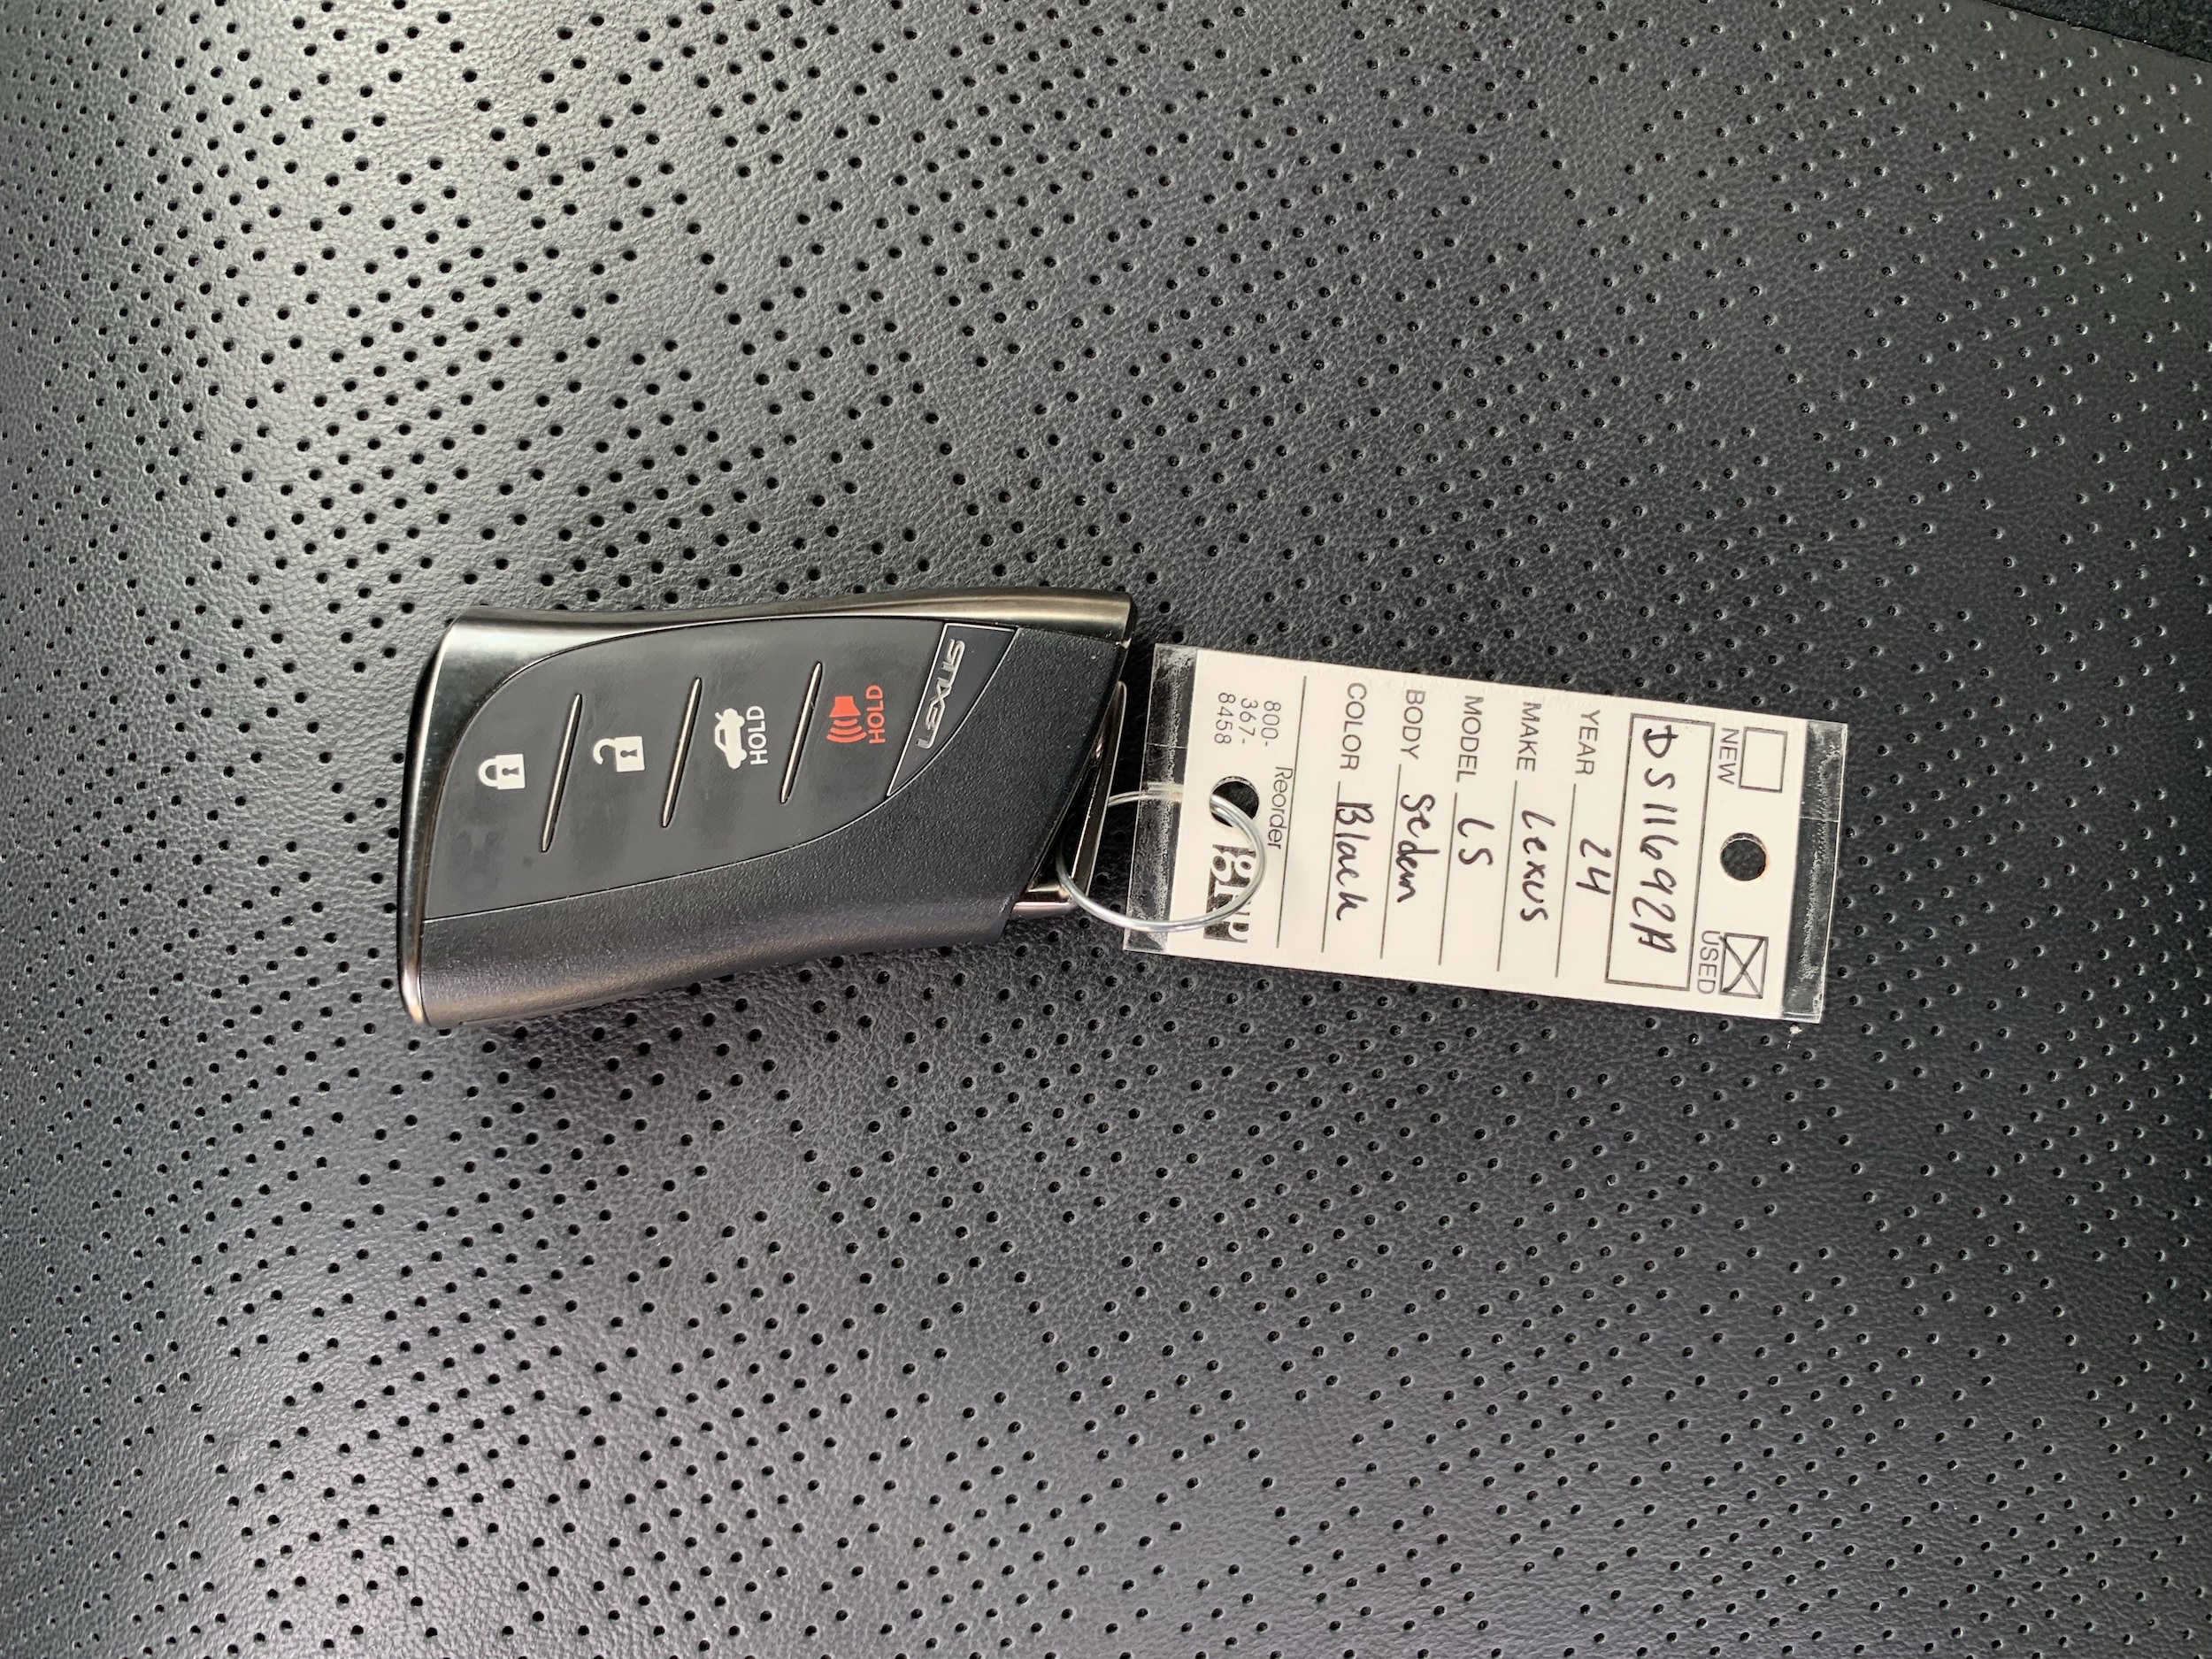 HOLD
HOLD
LEXUS
NEW
USED
DS116692A
YEAR 24
MAKE Lexus
MODEL LS
BODY Sedan
COLOR Black
Reorder
800-
367-
8458